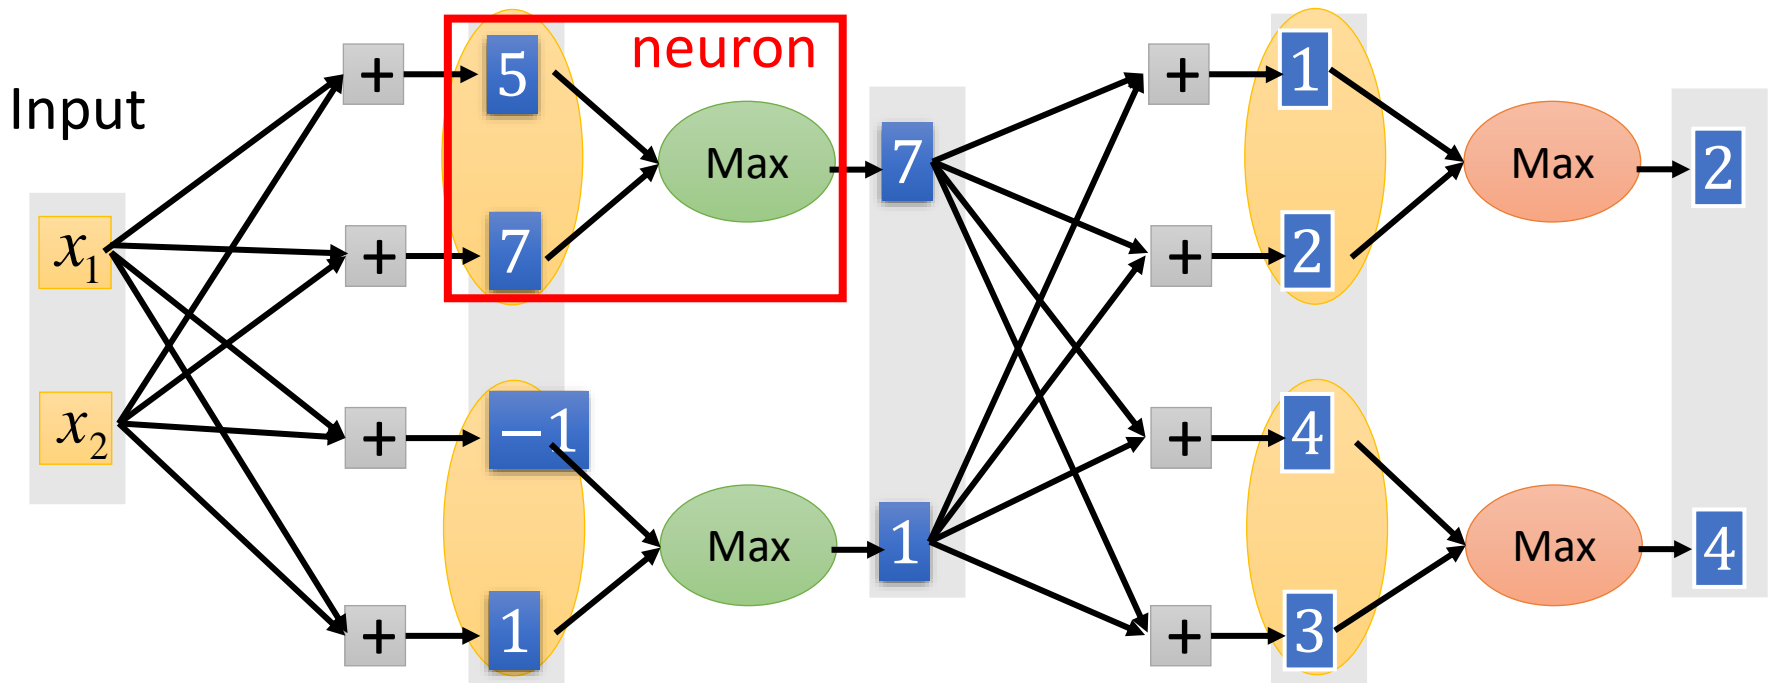 neuron
Input
x₁
x₂
+
+
+
+
5
7
−1
1
Max
Max
7
1
+
+
+
+
1
2
4
3
Max
Max
2
4